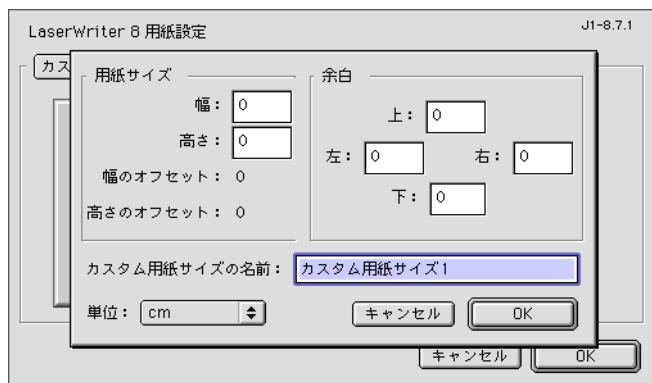 LaserWriter 8 用紙設定
J1-8.7.1
カス
用紙サイズ
幅： 0
高さ： 0
幅のオフセット： 0
高さのオフセット： 0
余白
上： 0
左： 0 右： 0
下： 0
カスタム用紙サイズの名前： カスタム用紙サイズ1
単位： cm
キャンセル OK
キャンセル OK